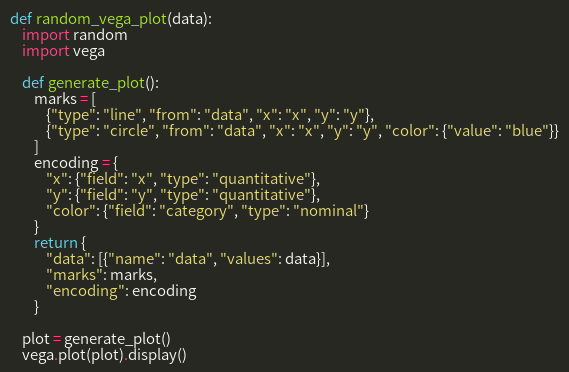 def random_vega_plot(data):
    import random
    import vega

    def generate_plot():
        marks = [
            {"type": "line", "from": "data", "x": "x", "y": "y"},
            {"type": "circle", "from": "data", "x": "x", "y": "y", "color": {"value": "blue"}}
        ]
        encoding = {
            "x": {"field": "x", "type": "quantitative"},
            "y": {"field": "y", "type": "quantitative"},
            "color": {"field": "category", "type": "nominal"}
        }
        return {
            "data": [{"name": "data", "values": data}],
            "marks": marks,
            "encoding": encoding
        }

    plot = generate_plot()
    vega.plot(plot).display()